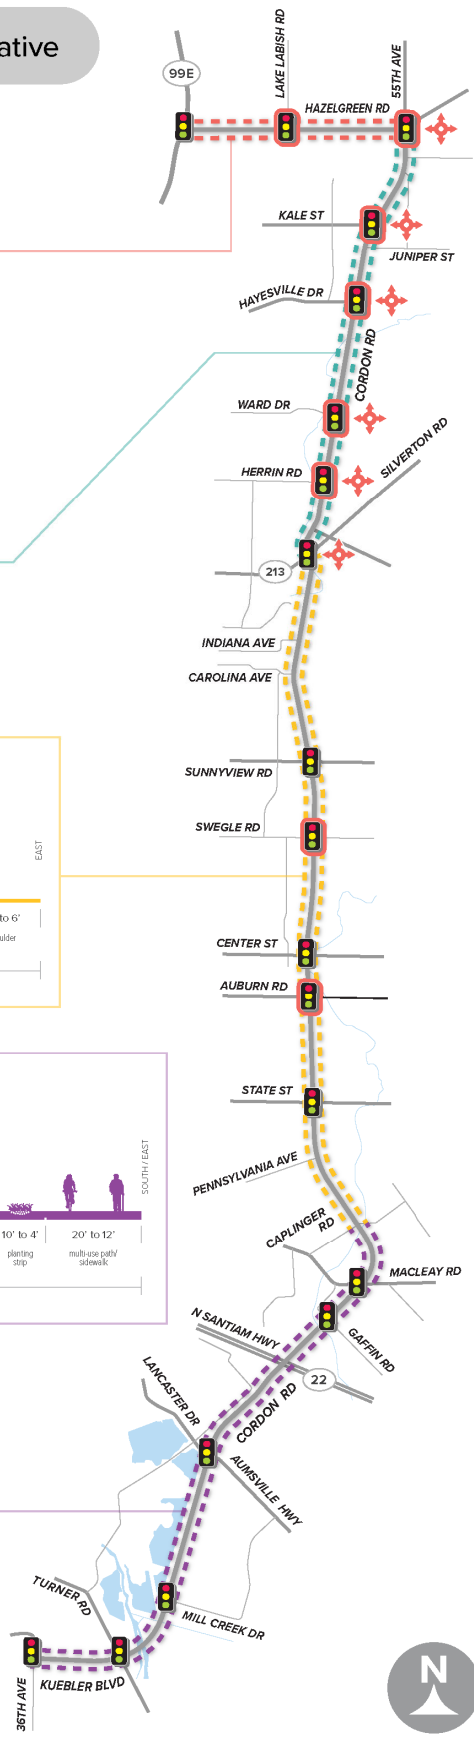 ative
LAKE LABISH RD
55TH AVE
99E
HAZELGREEN RD
KALE ST
JUNIPER ST
HAYESVILLE DR
CORDON RD
WARD DR
SILVERTON RD
HERRIN RD
213
INDIANA AVE
CAROLINA AVE
SUNNYVIEW RD
SWEGLE RD
EAST
to 6'
ulder
CENTER ST
AUBURN RD
STATE ST
SOUTH / EAST
PENNSYLVANIA AVE
10' to 4'
20' to 12'
planting
strip
multi-use path/
sidewalk
CAPLINGER
RD
MACLEAY RD
N SANTIAM HWY
GAFFIN RD
22
LANCASTER DR
CORDON RD
AUMSVILLE HWY
TURNER RD
MILL CREEK DR
KUEBLER BLVD
36TH AVE
N